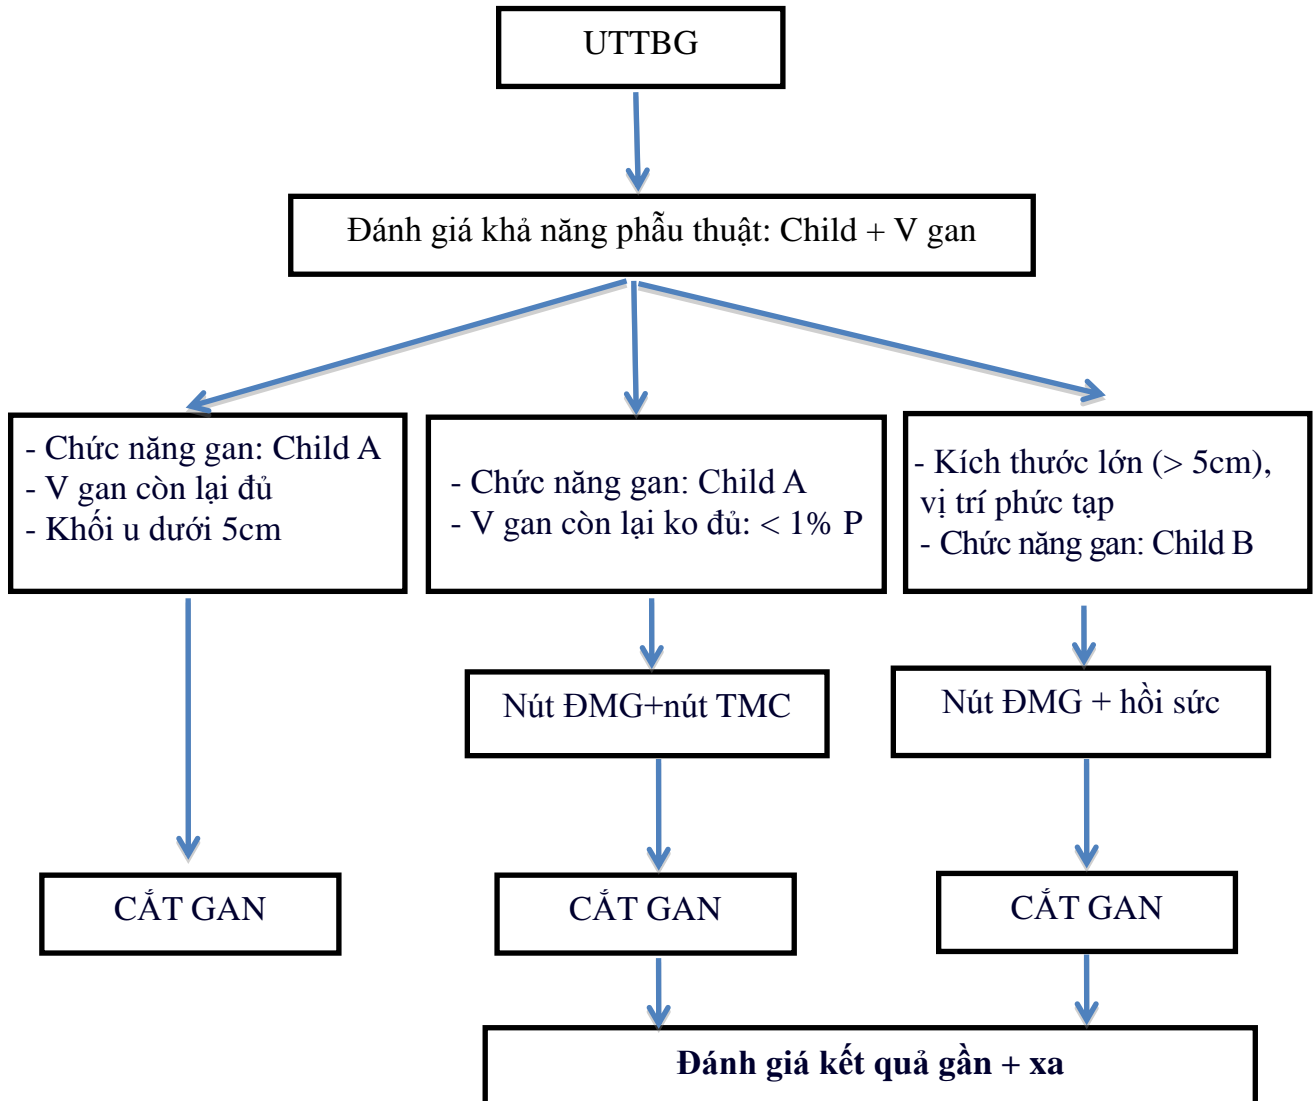 UTTBG
Đánh giá khả năng phẫu thuật: Child + V gan
- Chức năng gan: Child A
- V gan còn lại đủ
- Khối u dưới 5cm
- Chức năng gan: Child A
- V gan còn lại ko đủ: < 1% P
- Kích thước lớn (> 5cm),
vị trí phức tạp
- Chức năng gan: Child B
Nút ĐMG+nút TMC
Nút ĐMG + hồi sức
CẮT GAN
CẮT GAN
CẮT GAN
Đánh giá kết quả gần + xa